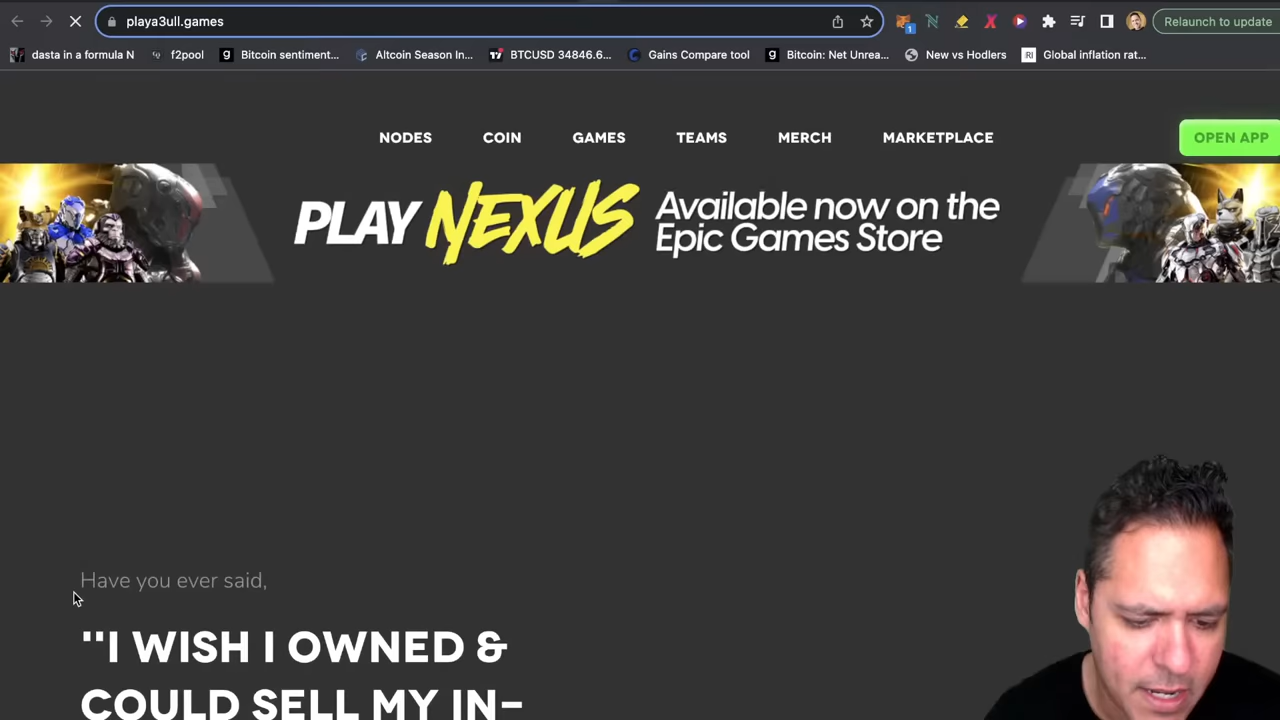 playa3ull.games
Relaunch to update
1
dasta in a formula N
f2pool
Bitcoin sentiment...
Altcoin Season In...
BTCUSD 34846.6...
Gains Compare tool
Bitcoin: Net Unrea...
New vs Hodlers
RI Global inflation rat...
NODES
COIN
GAMES
TEAMS
MERCH
MARKETPLACE
OPEN APP
PLAY NEXUS
Available now on the
Epic Games Store
Have you ever said,
"I WISH I OWNED &
COULD SELL MY IN-